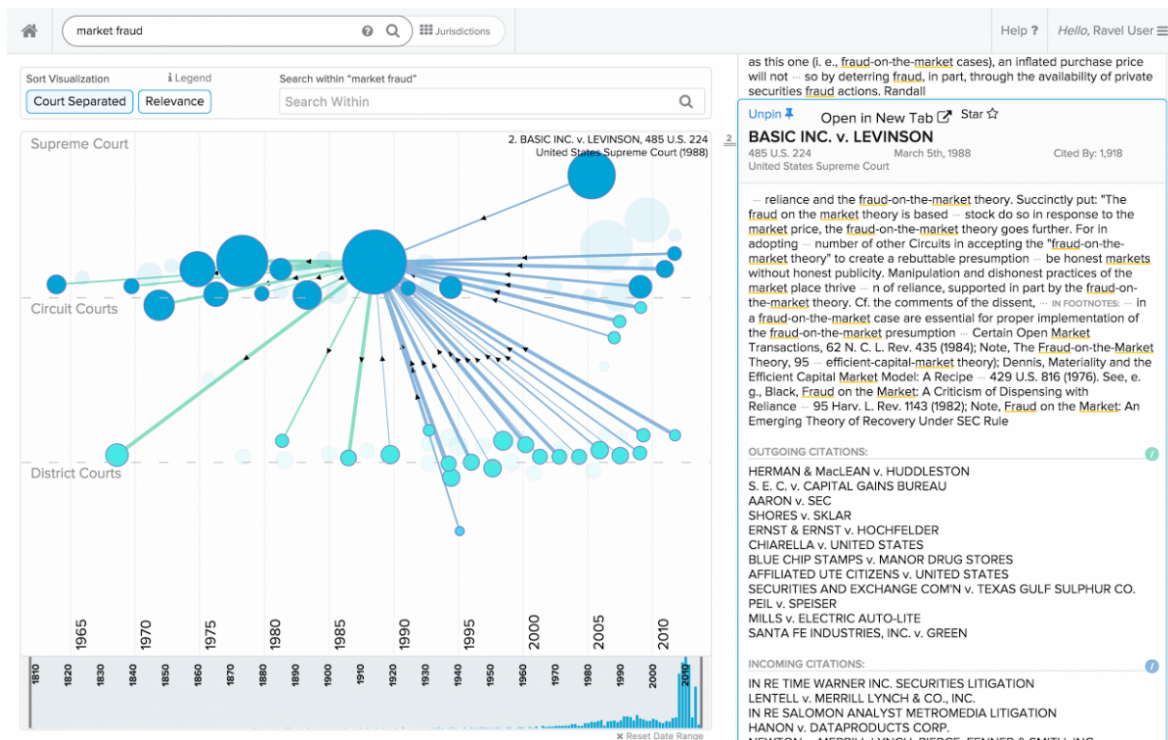 market fraud
Jurisdictions
Help ?
Hello, Ravel User
Sort Visualization
i Legend
Court Separated
Relevance
Search within "market fraud"
Search Within
Supreme Court
2. BASIC INC. v. LEVINSON, 485 U.S. 224
United States Supreme Court (1988)
2
Circuit Courts
District Courts
1965
1970
1975
1980
1985
1990
1995
2000
2005
2010
1810
1820
1830
1840
1850
1860
1870
1880
1890
1900
1910
1920
1930
1940
1950
1960
1970
1980
1990
2000
2010
× Reset Date Range
as this one (i. e., fraud-on-the-market cases), an inflated purchase price
will not ··· so by deterring fraud, in part, through the availability of private
securities fraud actions. Randall
Unpin
Open in New Tab
Star
BASIC INC. v. LEVINSON
485 U.S. 224
March 5th, 1988
Cited By: 1,918
United States Supreme Court
··· reliance and the fraud-on-the-market theory. Succinctly put: "The
fraud on the market theory is based ··· stock do so in response to the
market price, the fraud-on-the-market theory goes further. For in
adopting ··· number of other Circuits in accepting the "fraud-on-the-
market theory" to create a rebuttable presumption ··· be honest markets
without honest publicity. Manipulation and dishonest practices of the
market place thrive ··· n of reliance, supported in part by the fraud-on-
the-market theory. Cf. the comments of the dissent, ··· IN FOOTNOTES: ··· in
a fraud-on-the-market case are essential for proper implementation of
the fraud-on-the-market presumption ··· Certain Open Market
Transactions, 62 N. C. L. Rev. 435 (1984); Note, The Fraud-on-the-Market
Theory, 95 ··· efficient-capital-market theory); Dennis, Materiality and the
Efficient Capital Market Model: A Recipe ··· 429 U.S. 816 (1976). See, e.
g., Black, Fraud on the Market: A Criticism of Dispensing with
Reliance ··· 95 Harv. L. Rev. 1143 (1982); Note, Fraud on the Market: An
Emerging Theory of Recovery Under SEC Rule
OUTGOING CITATIONS:
HERMAN & MacLEAN v. HUDDLESTON
S. E. C. v. CAPITAL GAINS BUREAU
AARON v. SEC
SHORES v. SKLAR
ERNST & ERNST v. HOCHFELDER
CHIARELLA v. UNITED STATES
BLUE CHIP STAMPS v. MANOR DRUG STORES
AFFILIATED UTE CITIZENS v. UNITED STATES
SECURITIES AND EXCHANGE COM'N v. TEXAS GULF SULPHUR CO.
PEIL v. SPEISER
MILLS v. ELECTRIC AUTO-LITE
SANTA FE INDUSTRIES, INC. v. GREEN
INCOMING CITATIONS:
IN RE TIME WARNER INC. SECURITIES LITIGATION
LENTELL v. MERRILL LYNCH & CO., INC.
IN RE SALOMON ANALYST METROMEDIA LITIGATION
HANON v. DATAPRODUCTS CORP.
NEWTON v. MERRILL LYNCH, PIERCE, FENNER & SMITH, INC.